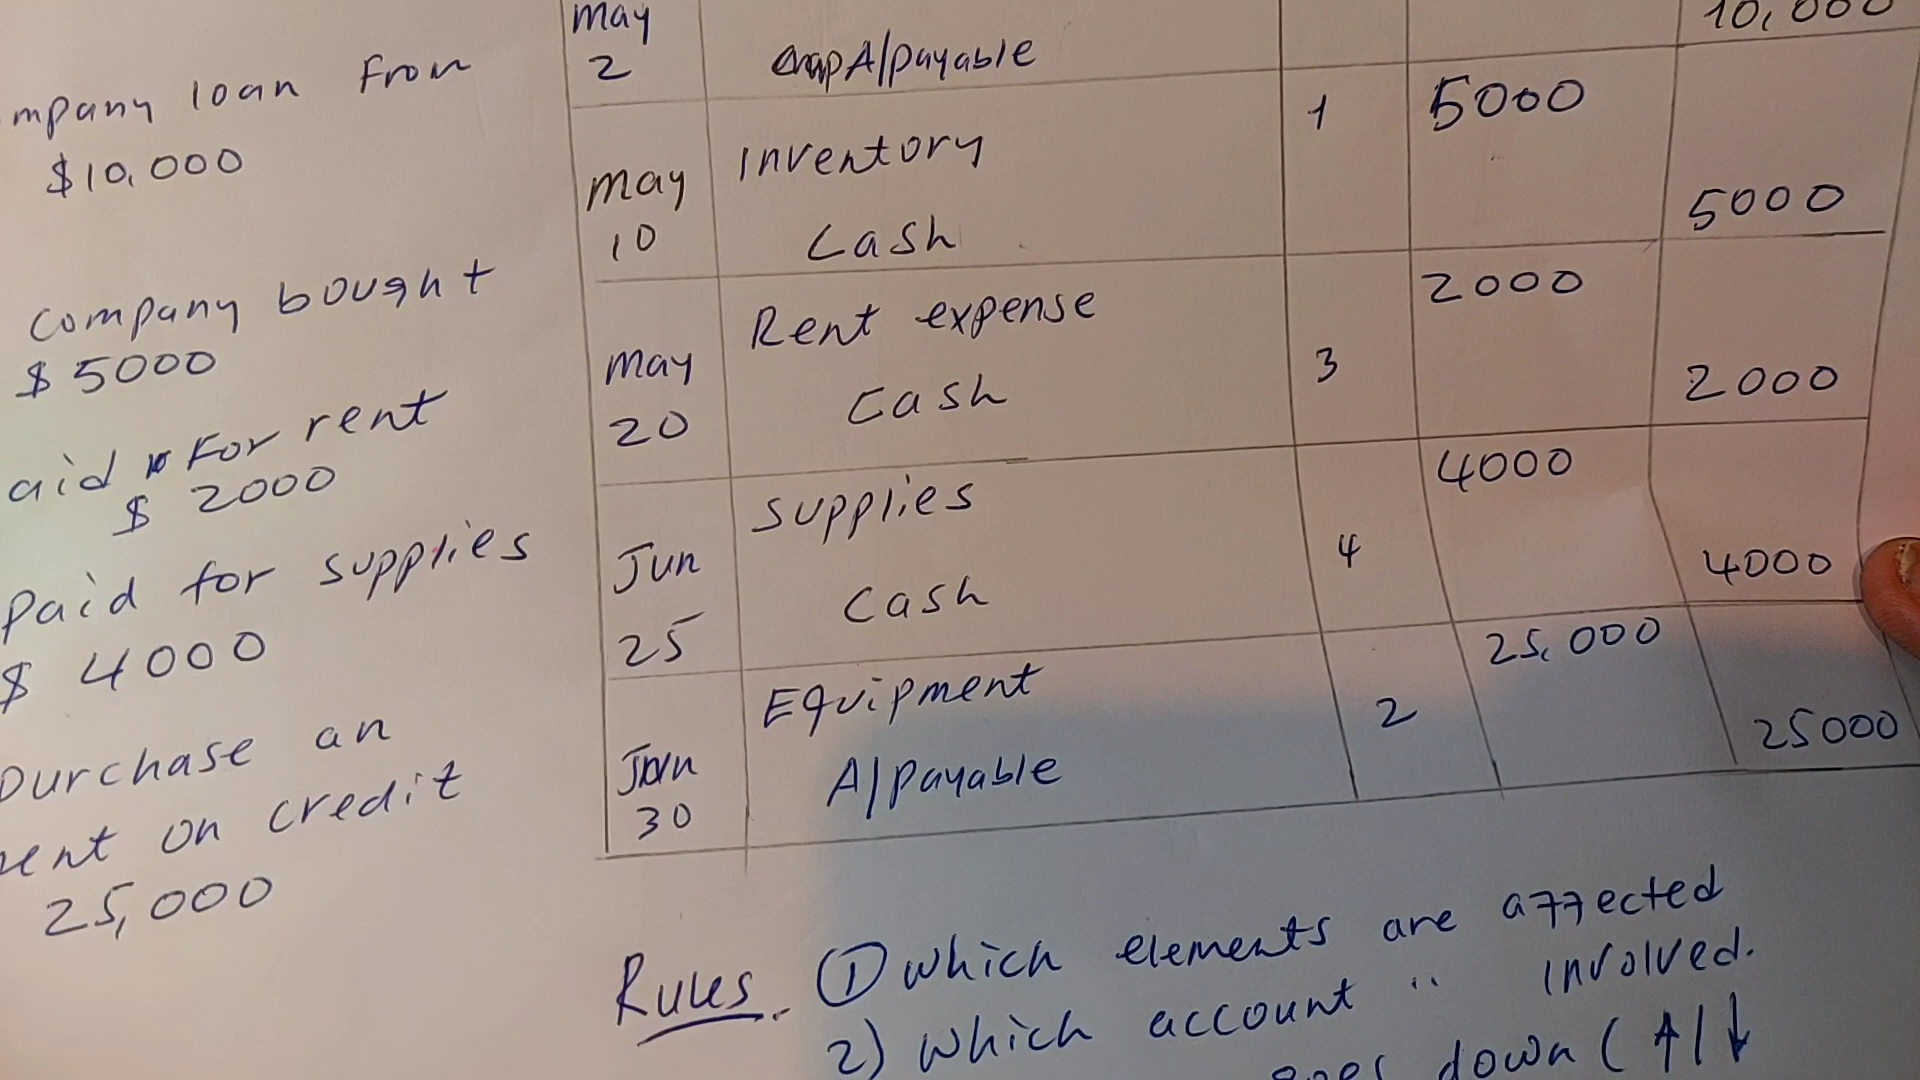 mpany loan from
$10,000
company bought
$ 5000
aid for rent
$ 2000
Paid for supplies
$ 4000
Purchase an
ent on credit
25,000
may 10,000
2 A/payable
1 5000
may Inventory
10 Cash 5000
2000
may Rent expense
20 Cash 3 2000
4000
Jun supplies
25 Cash 4 4000
25,000
Equipment 2
Jun A/payable 25000
30
Rules. ① which elements are affected
2) which account " involved.
goes down ( ↑/↓